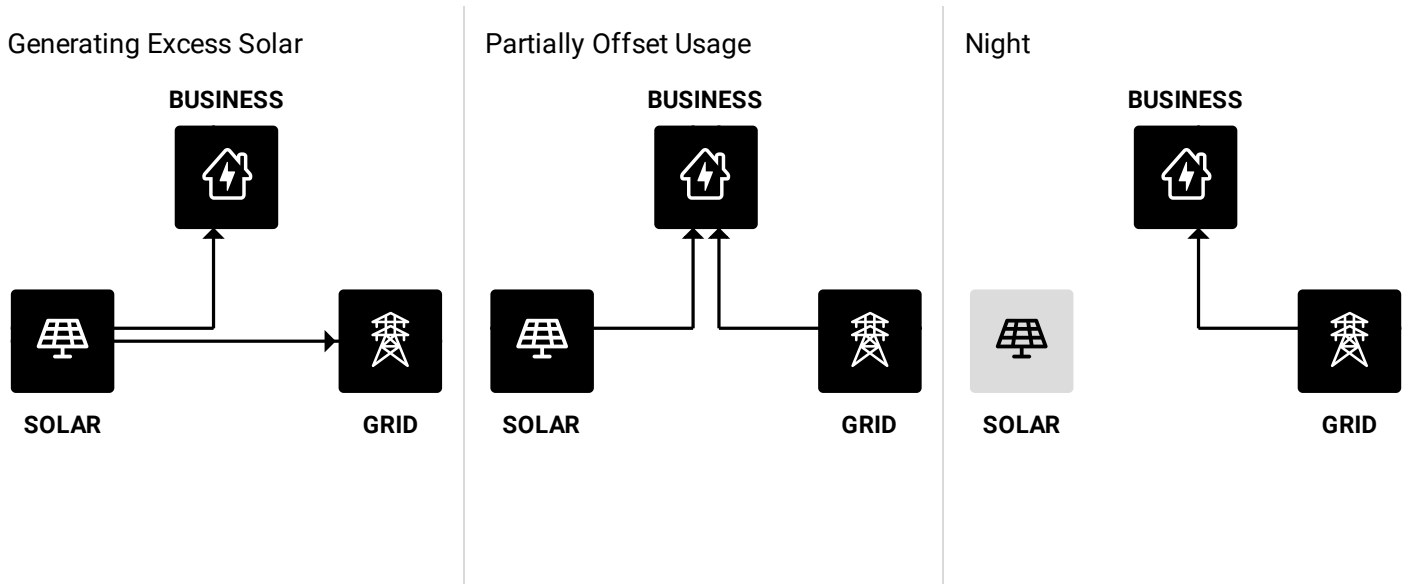 Generating Excess Solar
BUSINESS
SOLAR
GRID
Partially Offset Usage
BUSINESS
SOLAR
GRID
Night
BUSINESS
SOLAR
GRID